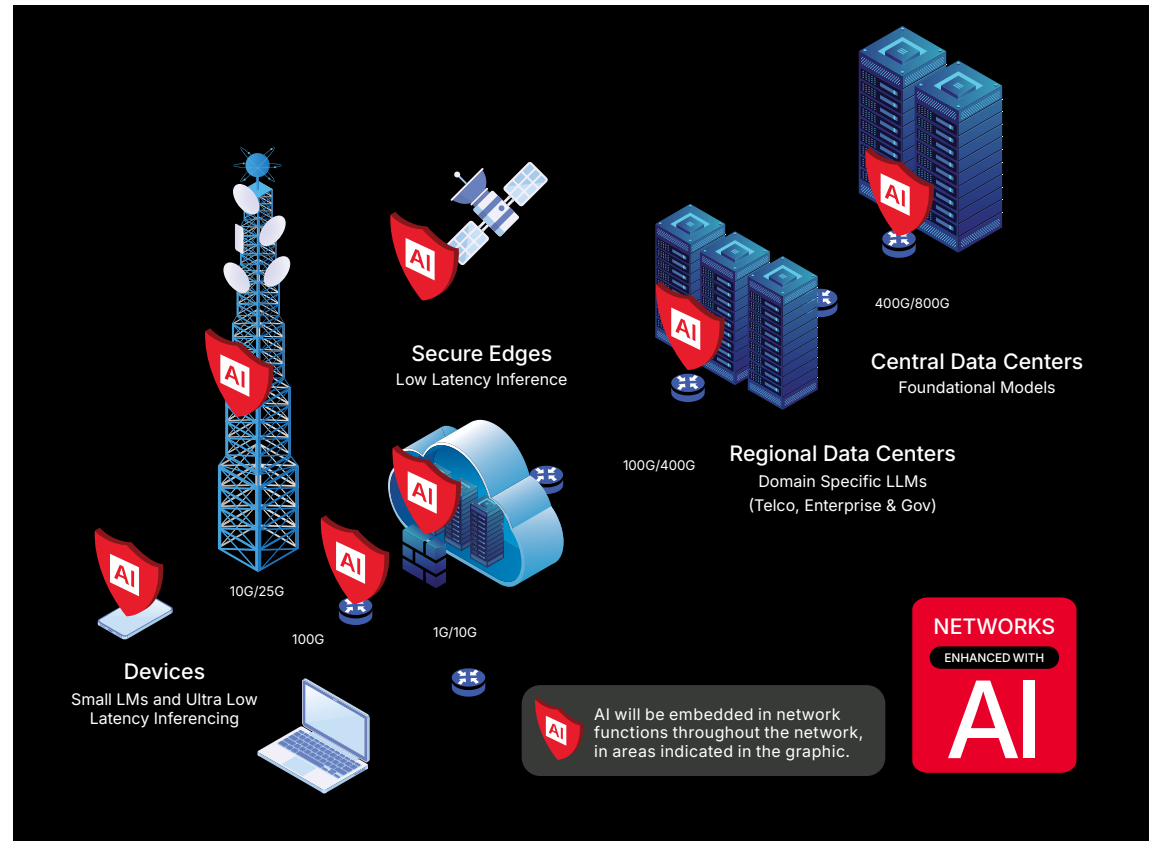 AI
AI
400G/800G
AI
AI
Secure Edges
Low Latency Inference
Central Data Centers
Foundational Models
AI
100G/400G
Regional Data Centers
Domain Specific LLMs
(Telco, Enterprise & Gov)
AI
AI
10G/25G
100G
1G/10G
Devices
Small LMs and Ultra Low
Latency Inferencing
AI
AI will be embedded in network
functions throughout the network,
in areas indicated in the graphic.
NETWORKS
ENHANCED WITH
AI